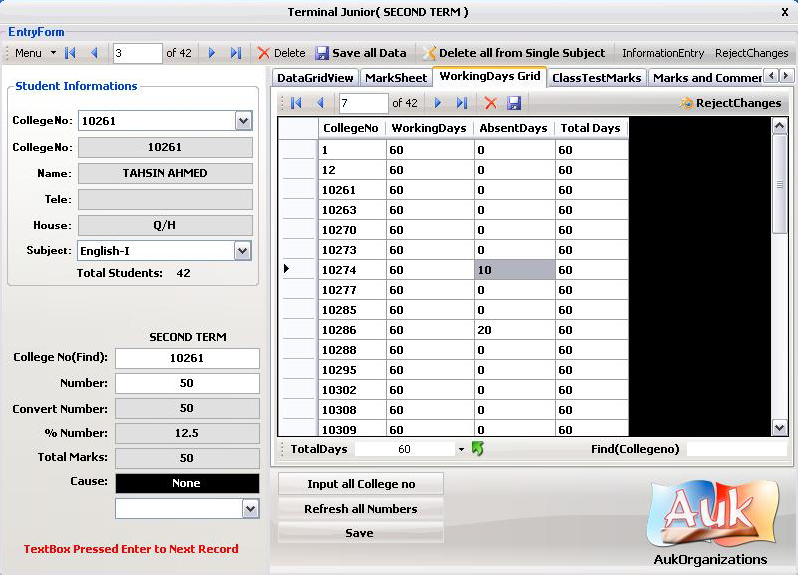 Terminal Junior( SECOND TERM ) X
EntryForm
Menu 3 of 42 Delete Save all Data Delete all from Single Subject InformationEntry RejectChanges
Student Informations
CollegeNo: 10261
CollegeNo: 10261
Name: TAHSIN AHMED
Tele:
House: Q/H
Subject: English-I
Total Students: 42
SECOND TERM
College No(Find): 10261
Number: 50
Convert Number: 50
% Number: 12.5
Total Marks: 50
Cause: None
TextBox Pressed Enter to Next Record
DataGridView MarkSheet WorkingDays Grid ClassTestMarks Marks and Commer
7 of 42 RejectChanges
CollegeNo WorkingDays AbsentDays Total Days
1 60 0 60
12 60 0 60
10261 60 0 60
10263 60 0 60
10270 60 0 60
10273 60 0 60
10274 60 10 60
10277 60 0 60
10285 60 0 60
10286 60 20 60
10288 60 0 60
10295 60 0 60
10302 60 0 60
10308 60 0 60
10309 60 0 60
TotalDays 60 Find(Collegeno)
Input all College no
Refresh all Numbers
Save
Auk
AukOrganizations